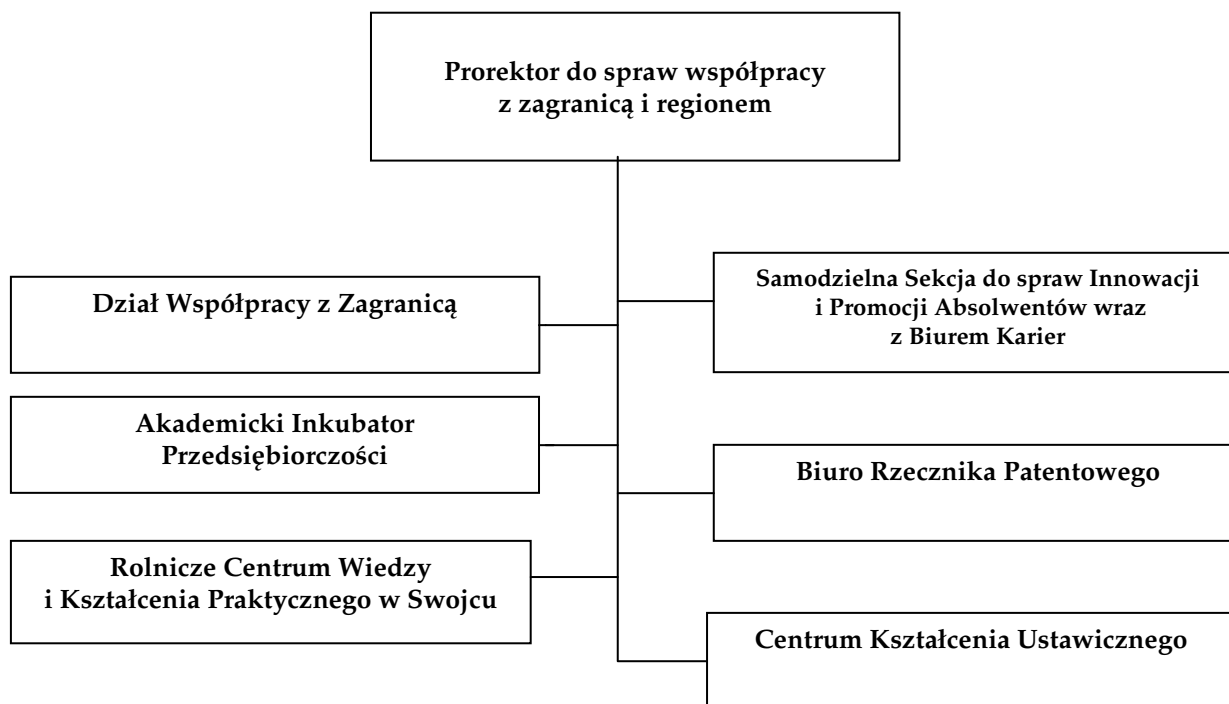 Prorektor do spraw współpracy
z zagranicą i regionem
Dział Współpracy z Zagranicą
Samodzielna Sekcja do spraw Innowacji
i Promocji Absolwentów wraz
z Biurem Karier
Akademicki Inkubator
Przedsiębiorczości
Biuro Rzecznika Patentowego
Rolnicze Centrum Wiedzy
i Kształcenia Praktycznego w Swojcu
Centrum Kształcenia Ustawicznego